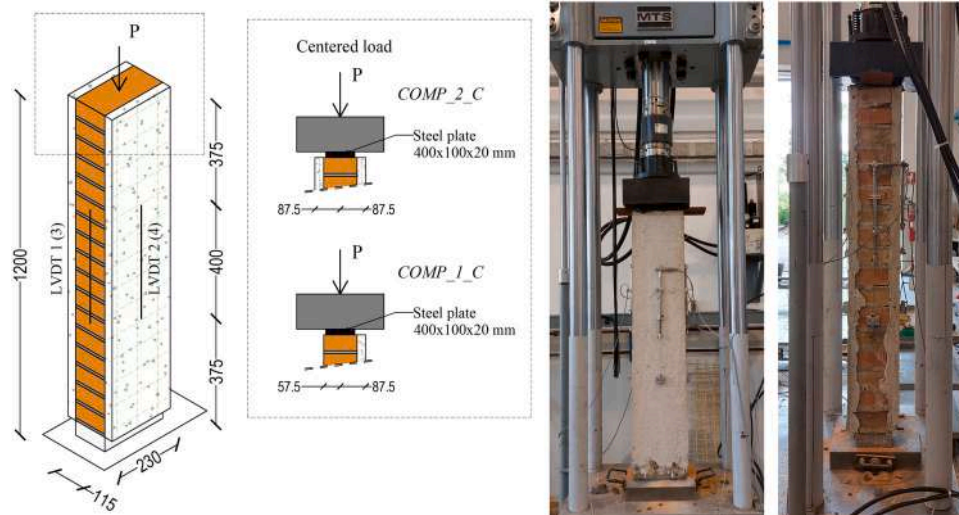 P
1200
LVDT 1 (3)
LVDT 2 (4)
375
400
375
230
115
Centered load
P
COMP_2_C
Steel plate
400x100x20 mm
87.5 87.5
P
COMP_1_C
Steel plate
400x100x20 mm
57.5 87.5
MTS